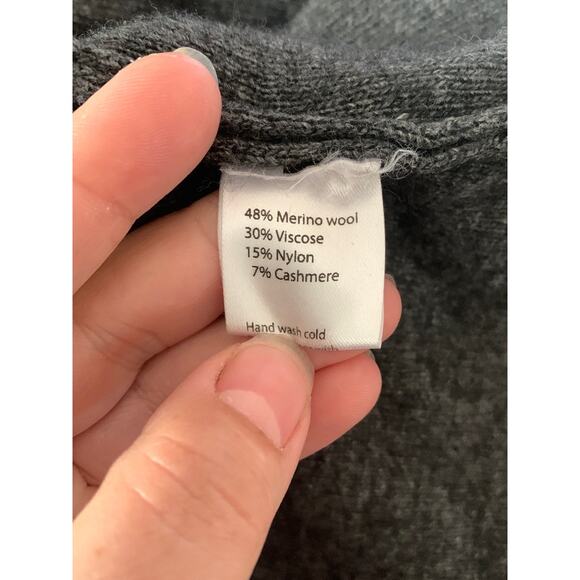 48% Merino wool
30% Viscose
15% Nylon
7% Cashmere
Hand wash cold